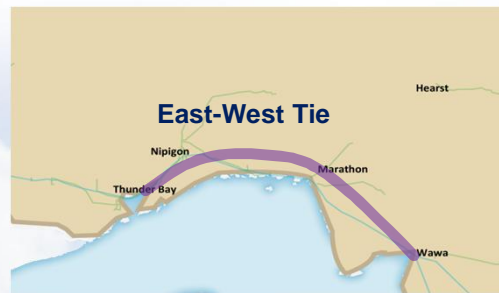 Hearst
East-West Tie
Nipigon
Marathon
Thunder Bay
Wawa